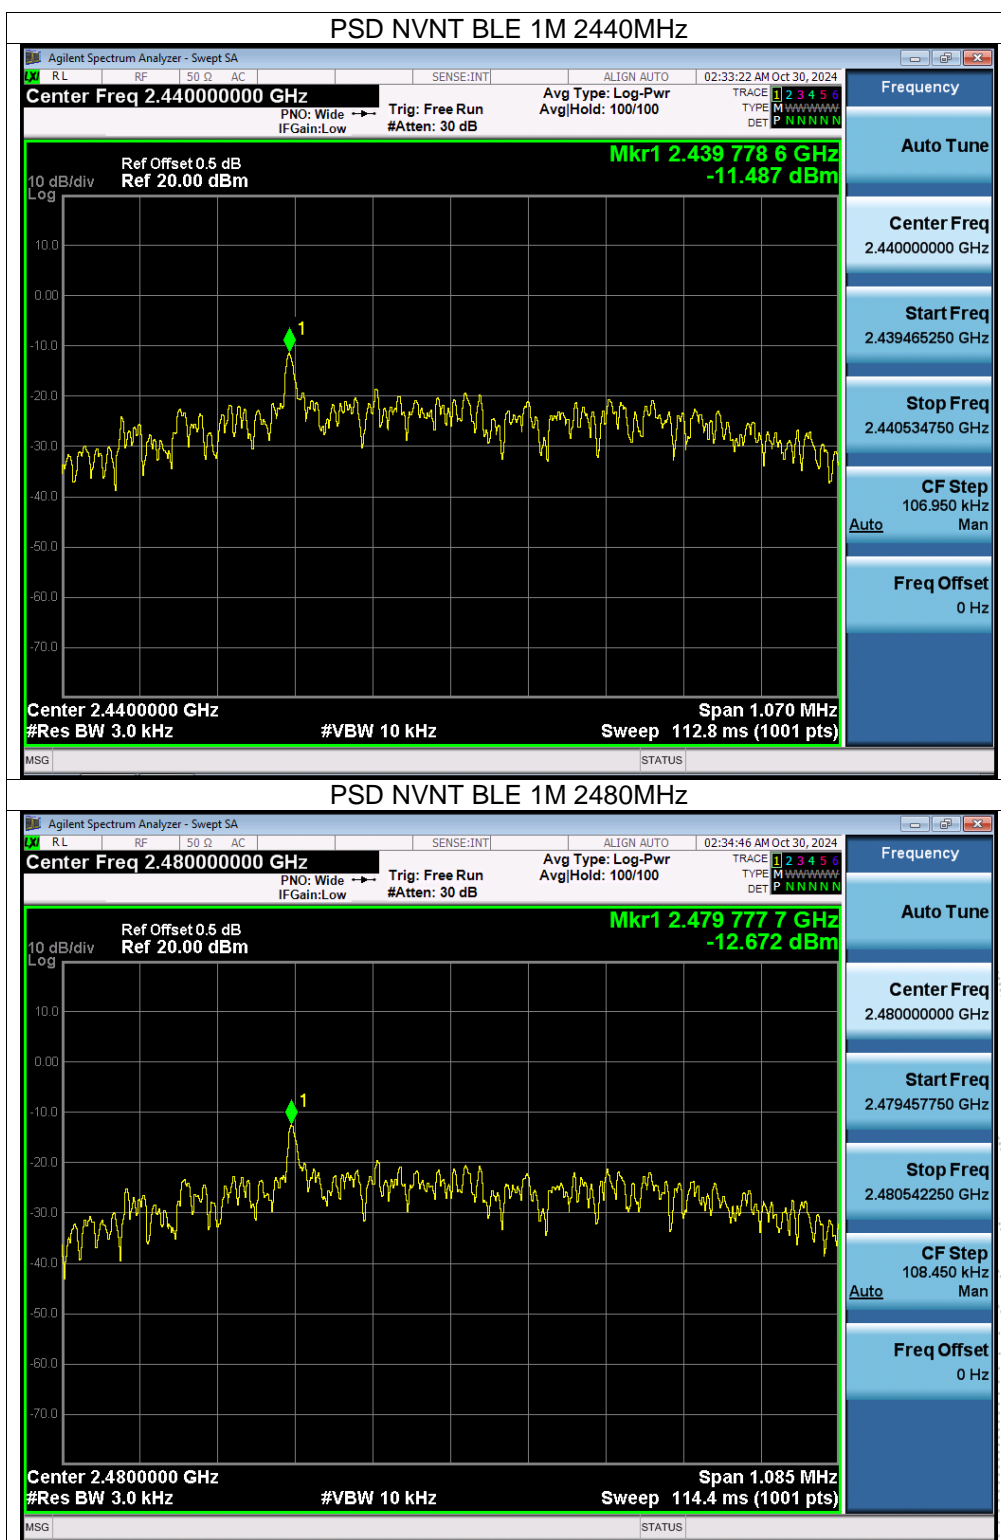 PSD NVNT BLE 1M 2440MHz
Agilent Spectrum Analyzer - Swept SA
LXI RL RF 50 Ω AC SENSE:INT ALIGN AUTO 02:33:22 AM Oct 30, 2024
Center Freq 2.440000000 GHz
PNO: Wide
IFGain:Low
Trig: Free Run
#Atten: 30 dB
Avg Type: Log-Pwr
Avg|Hold: 100/100
TRACE 1 2 3 4 5 6
TYPE M WWWWW
DET P N N N N N
Ref Offset 0.5 dB
10 dB/div Ref 20.00 dBm
Log
Mkr1 2.439 778 6 GHz
-11.487 dBm
10.0
0.00
1
-10.0
-20.0
-30.0
-40.0
-50.0
-60.0
-70.0
Center 2.4400000 GHz Span 1.070 MHz
#Res BW 3.0 kHz #VBW 10 kHz Sweep 112.8 ms (1001 pts)
MSG STATUS
Frequency
Auto Tune
Center Freq
2.440000000 GHz
Start Freq
2.439465250 GHz
Stop Freq
2.440534750 GHz
CF Step
106.950 kHz
Auto Man
Freq Offset
0 Hz
PSD NVNT BLE 1M 2480MHz
Agilent Spectrum Analyzer - Swept SA
LXI RL RF 50 Ω AC SENSE:INT ALIGN AUTO 02:34:46 AM Oct 30, 2024
Center Freq 2.480000000 GHz
PNO: Wide
IFGain:Low
Trig: Free Run
#Atten: 30 dB
Avg Type: Log-Pwr
Avg|Hold: 100/100
TRACE 1 2 3 4 5 6
TYPE M WWWWW
DET P N N N N N
Ref Offset 0.5 dB
10 dB/div Ref 20.00 dBm
Log
Mkr1 2.479 777 7 GHz
-12.672 dBm
10.0
0.00
1
-10.0
-20.0
-30.0
-40.0
-50.0
-60.0
-70.0
Center 2.4800000 GHz Span 1.085 MHz
#Res BW 3.0 kHz #VBW 10 kHz Sweep 114.4 ms (1001 pts)
MSG STATUS
Frequency
Auto Tune
Center Freq
2.480000000 GHz
Start Freq
2.479457750 GHz
Stop Freq
2.480542250 GHz
CF Step
108.450 kHz
Auto Man
Freq Offset
0 Hz